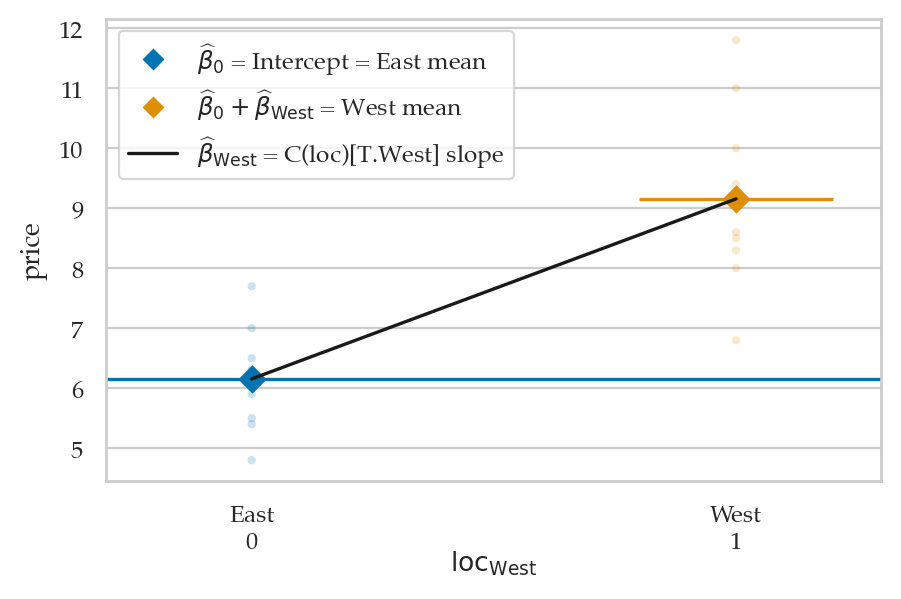 12
11
10
9
8
7
6
5
price
β̂₀ = Intercept = East mean
β̂₀ + β̂West = West mean
β̂West = C(loc)[T.West] slope
East
0
West
1
locWest